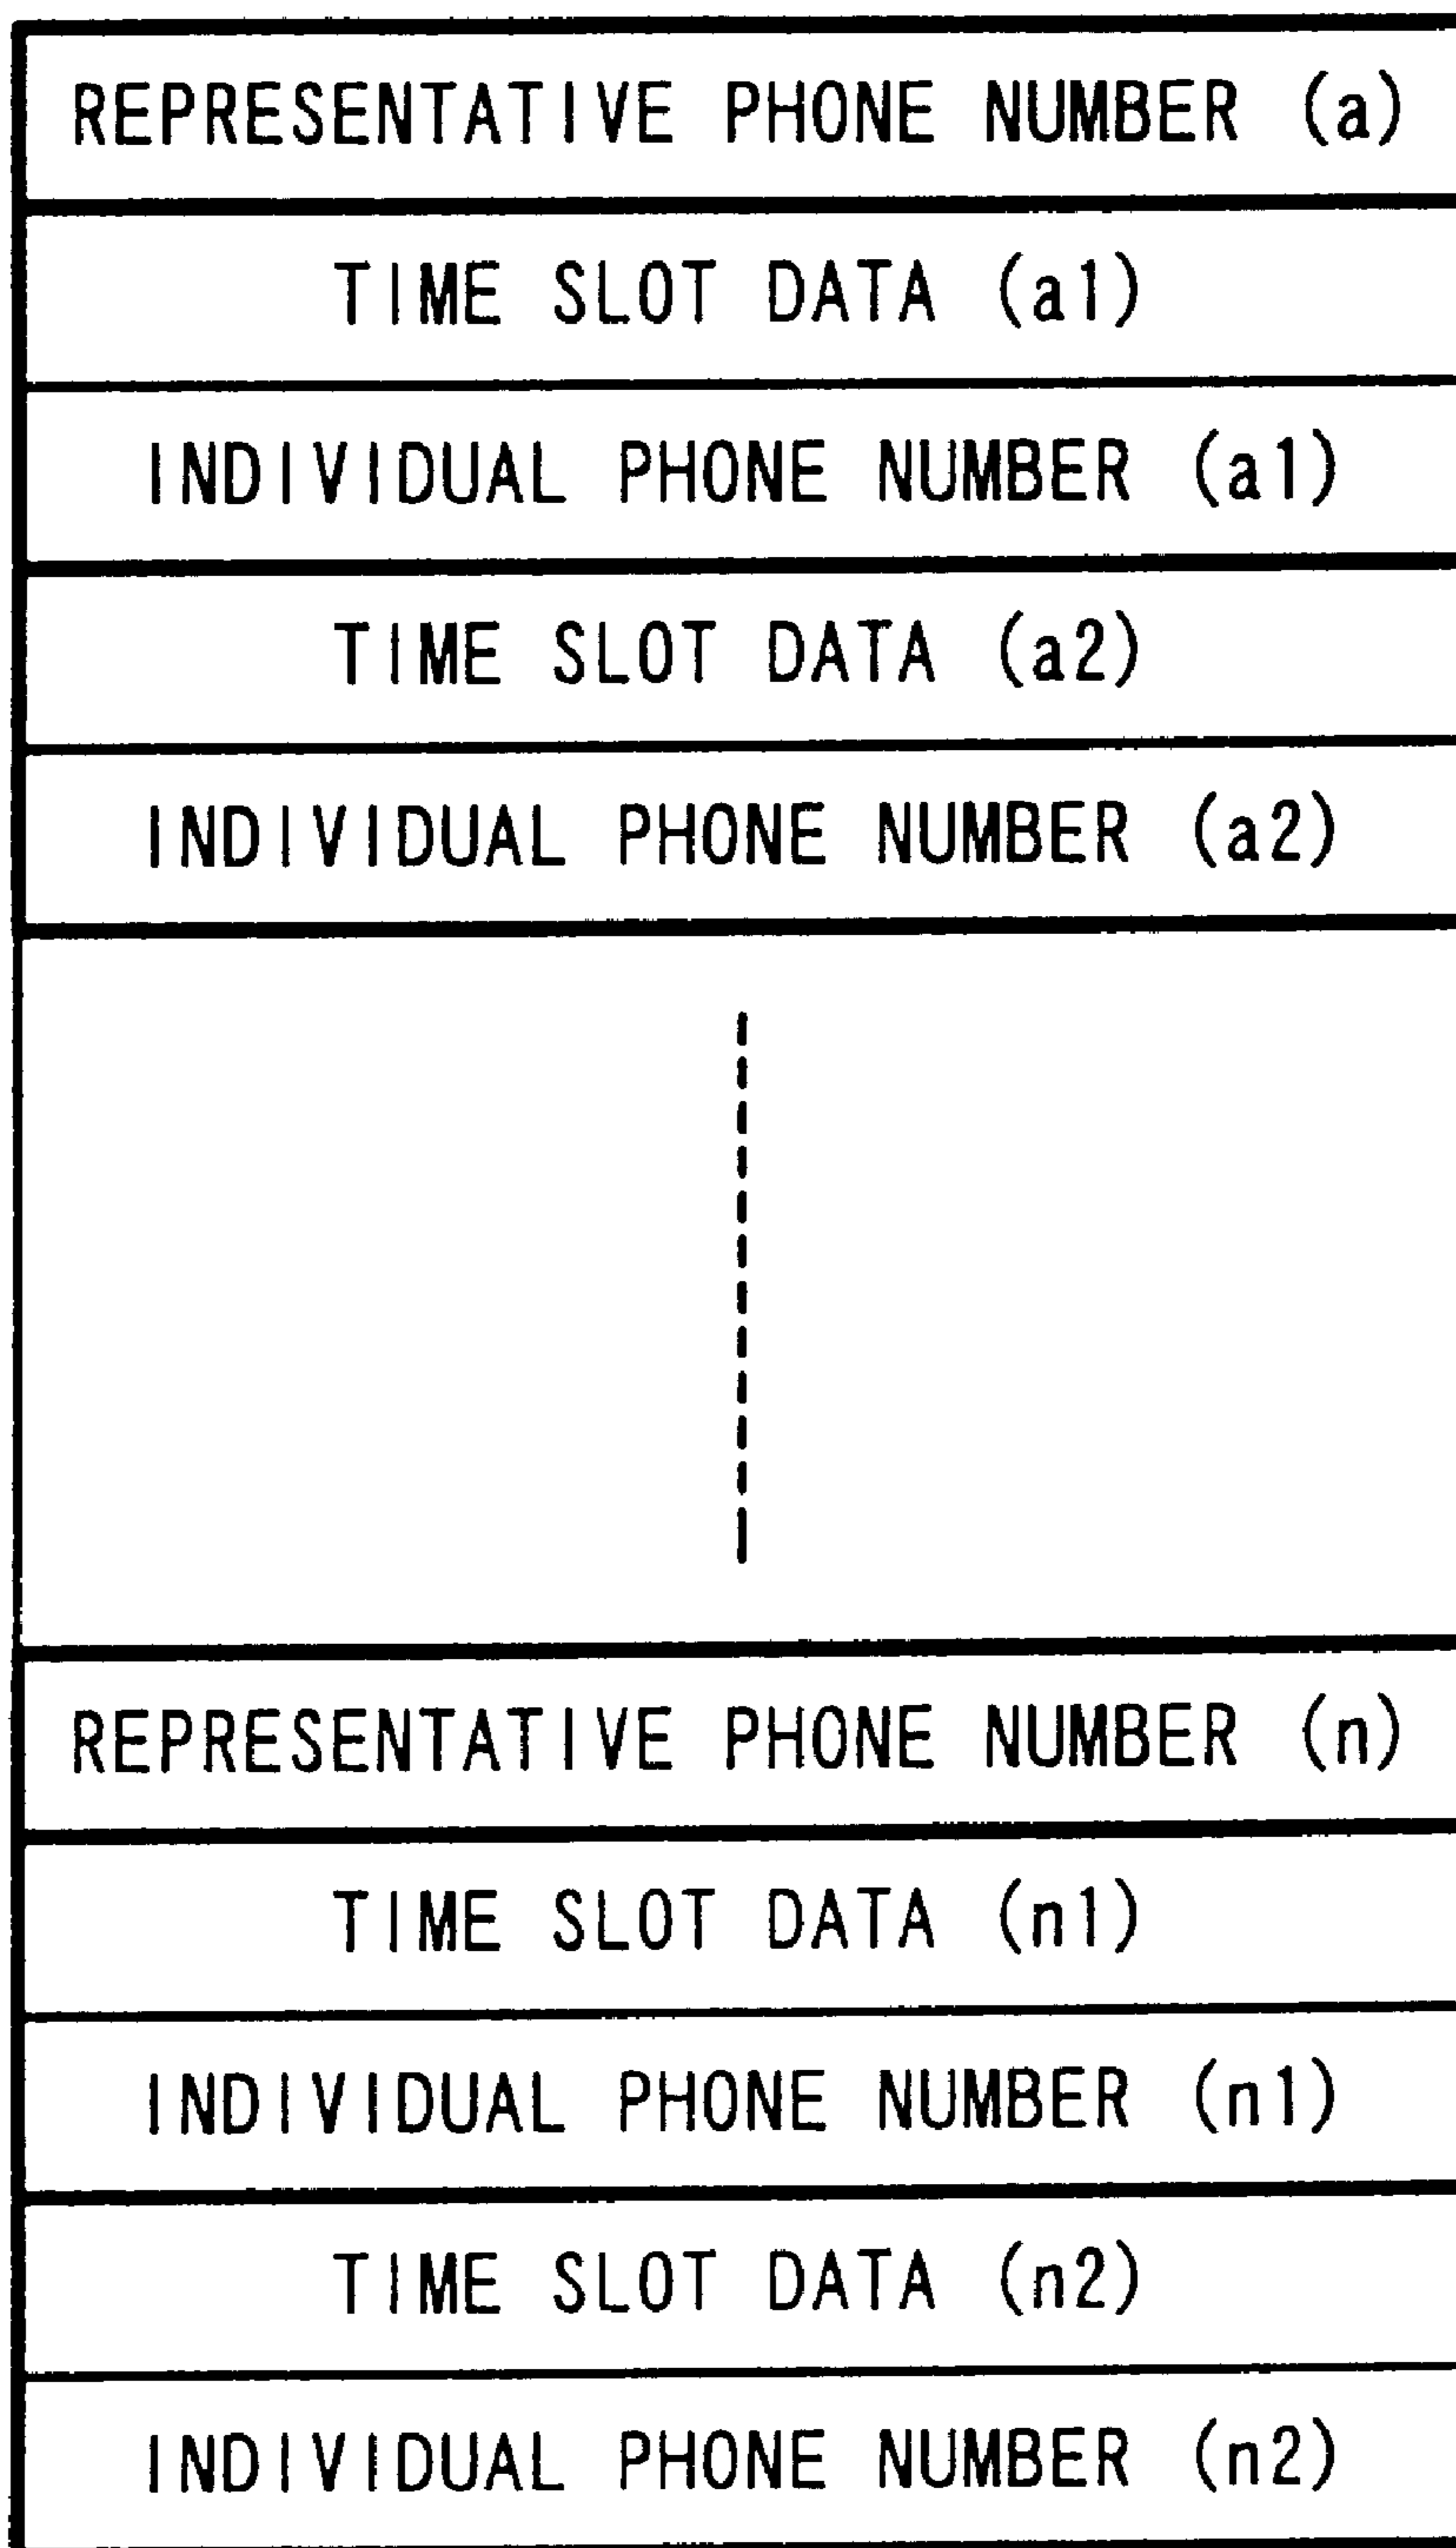 REPRESENTATIVE PHONE NUMBER (a)
TIME SLOT DATA (a1)
INDIVIDUAL PHONE NUMBER (a1)
TIME SLOT DATA (a2)
INDIVIDUAL PHONE NUMBER (a2)
REPRESENTATIVE PHONE NUMBER (n)
TIME SLOT DATA (n1)
INDIVIDUAL PHONE NUMBER (n1)
TIME SLOT DATA (n2)
INDIVIDUAL PHONE NUMBER (n2)